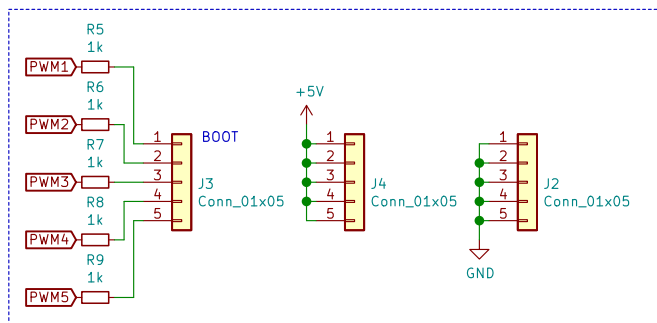 R5
1k
PWM1
R6
1k
PWM2
R7
1k
PWM3
R8
1k
PWM4
R9
1k
PWM5
1
2
3
4
5
BOOT
J3
Conn_01x05
+5V
1
2
3
4
5
J4
Conn_01x05
1
2
3
4
5
J2
Conn_01x05
GND